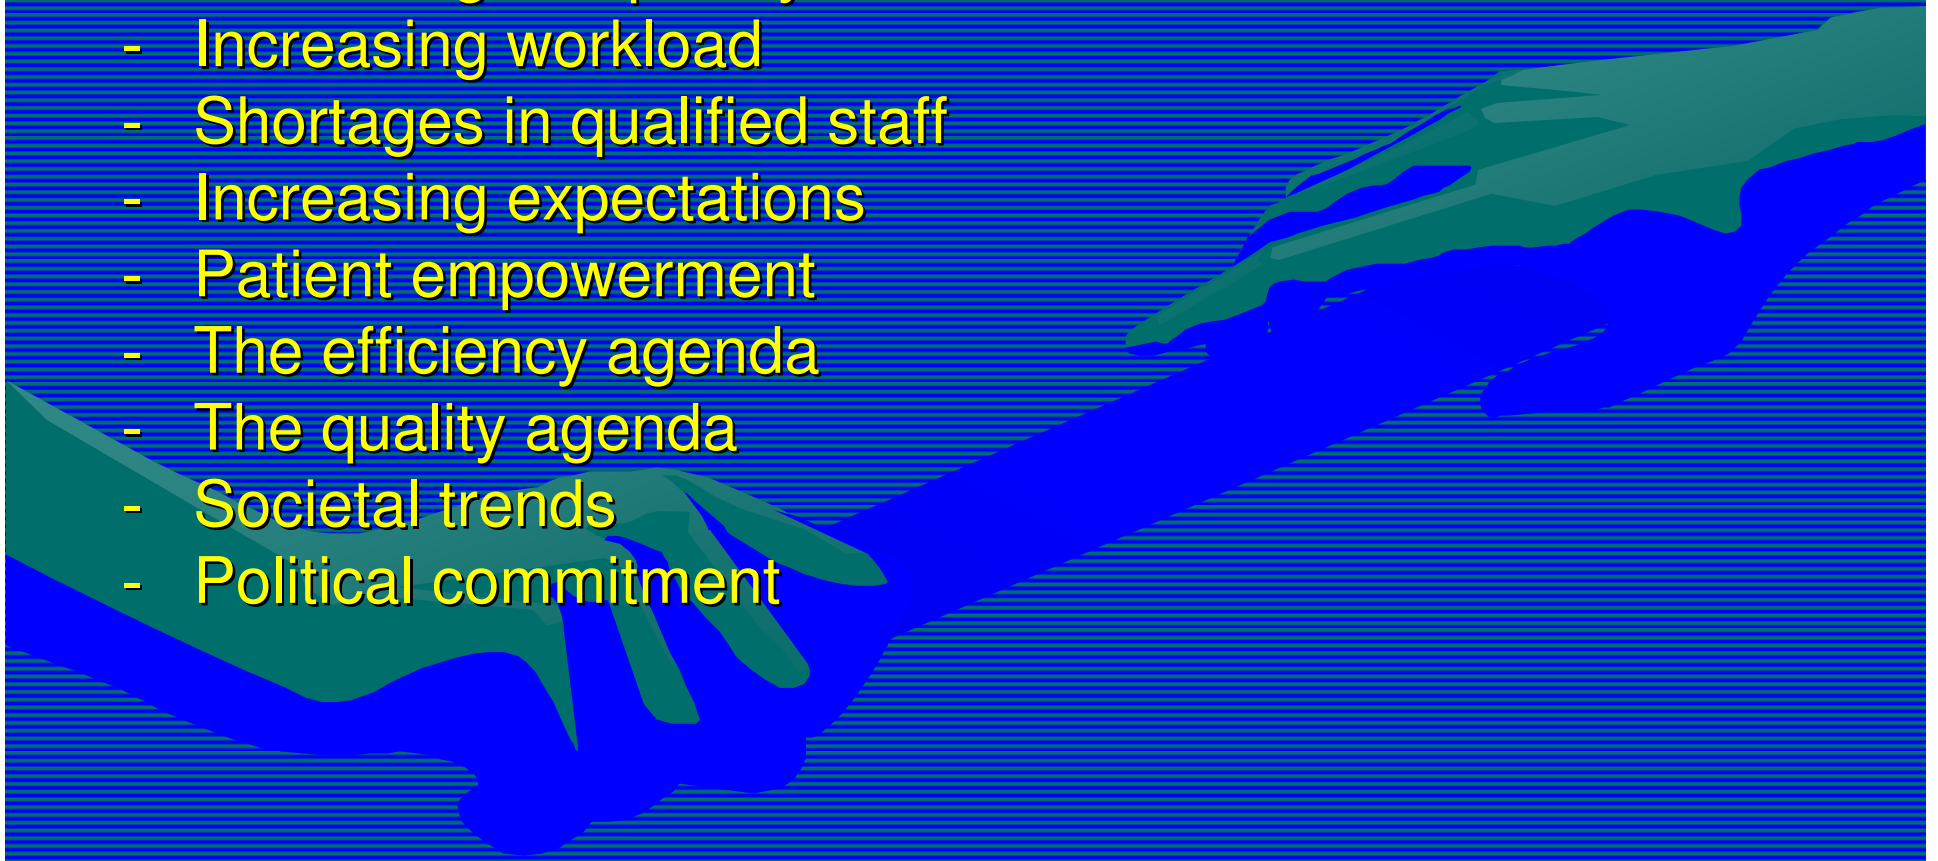 - Increasing workload
- Shortages in qualified staff
- Increasing expectations
- Patient empowerment
- The efficiency agenda
- The quality agenda
- Societal trends
- Political commitment